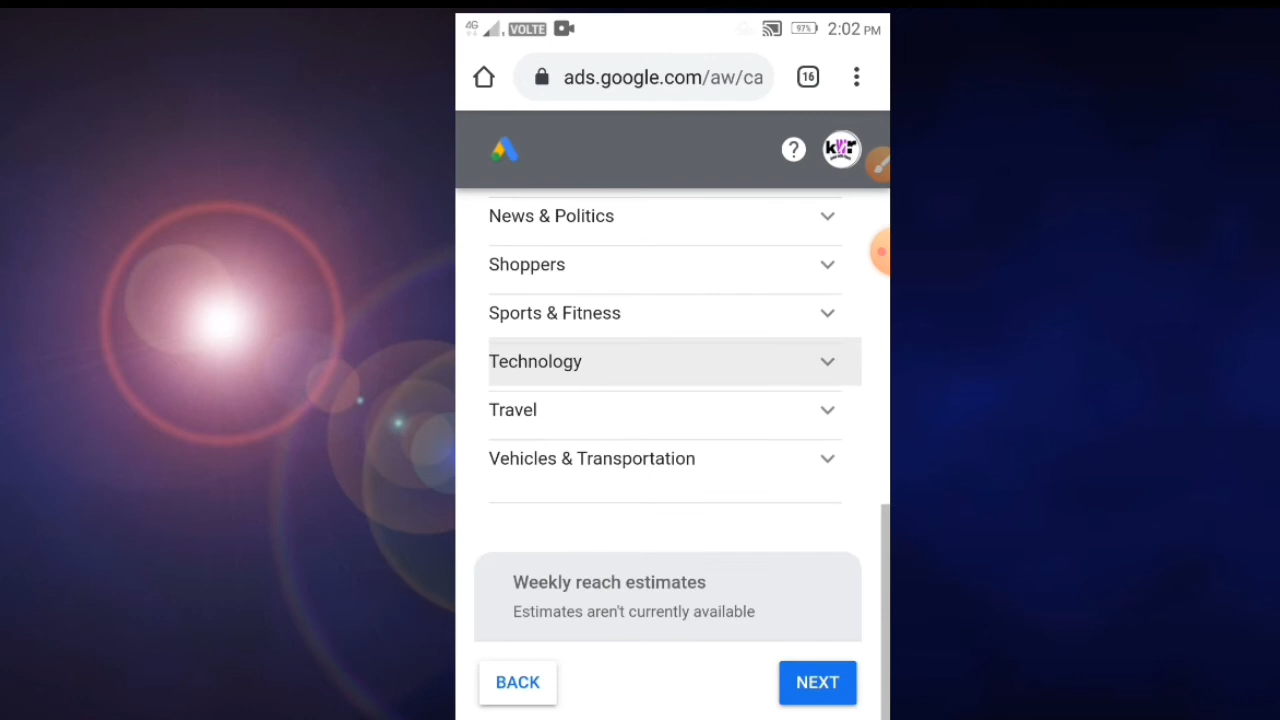 4G VOLTE 97% 2:02 PM
ads.google.com/aw/ca 16
?
News & Politics
Shoppers
Sports & Fitness
Technology
Travel
Vehicles & Transportation
Weekly reach estimates
Estimates aren't currently available
BACK NEXT